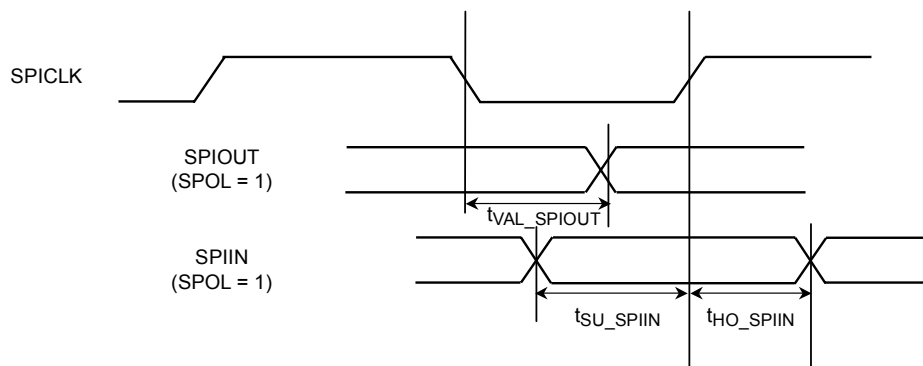 SPICLK
SPIOUT
(SPOL = 1)
tVAL_SPIOUT
SPIIN
(SPOL = 1)
tSU_SPIIN
tHO_SPIIN